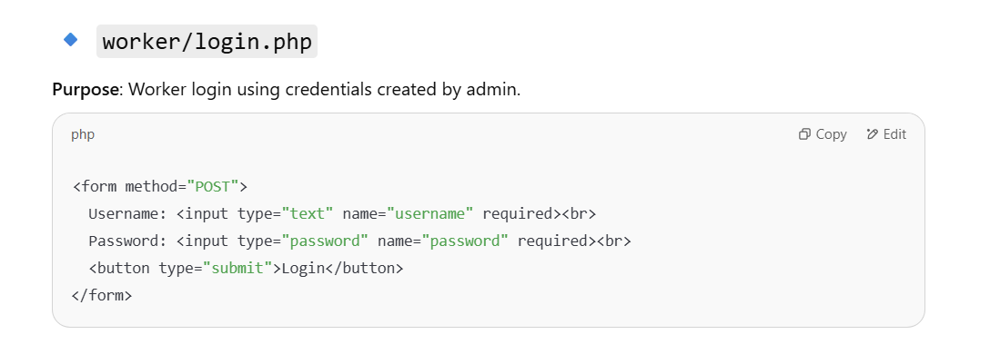 worker/login.php
Purpose: Worker login using credentials created by admin.
php
Copy
Edit
<form method="POST">
  Username: <input type="text" name="username" required><br>
  Password: <input type="password" name="password" required><br>
  <button type="submit">Login</button>
</form>